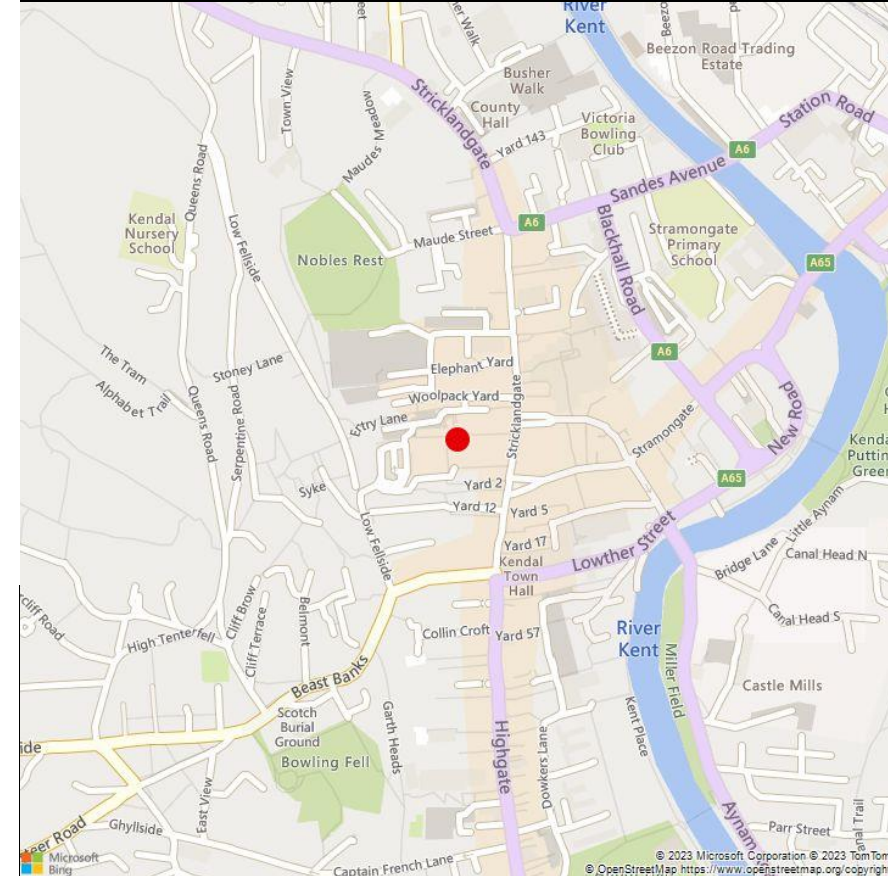 River
Kent
Beezon Road Trading
Estate
Busher
Walk
Town View
Stricklandgate
County
Hall
Victoria
Bowling
Club
Station Road
Maudes Meadow
Yard 143
A6
Queens Road
Sandes Avenue
Kendal
Nursery
School
Low Fellside
A6
Blackhall Road
Stramongate
Primary
School
Maude Street
Nobles Rest
A65
The Tram
Stoney Lane
Elephant Yard
A6
Alphabet Trail
Queens Road
Serpentine Road
Woolpack Yard
Stricklandgate
New Road
Entry Lane
Stramongate
Yard 2
A65
Syke
Yard 12
Yard 5
Low Fellside
Little Aynam
Yard 17
Lowther Street
Bridge Lane
Canal Head N
Kendal
Town
Hall
Cliff Brow
Belmont
Canal Head S
High Tenterfell
Cliff Terrace
Collin Croft
Yard 57
River
Kent
Miller Field
Beast Banks
Castle Mills
Scotch
Burial
Ground
Garth Heads
Highgate
Kent Place
Bowling Fell
Dowkers Lane
East View
Ghyllside
Parr Street
Captain French Lane
Microsoft
Bing
© 2023 Microsoft Corporation © 2023 TomTom
© OpenStreetMap https://www.openstreetmap.org/copyright